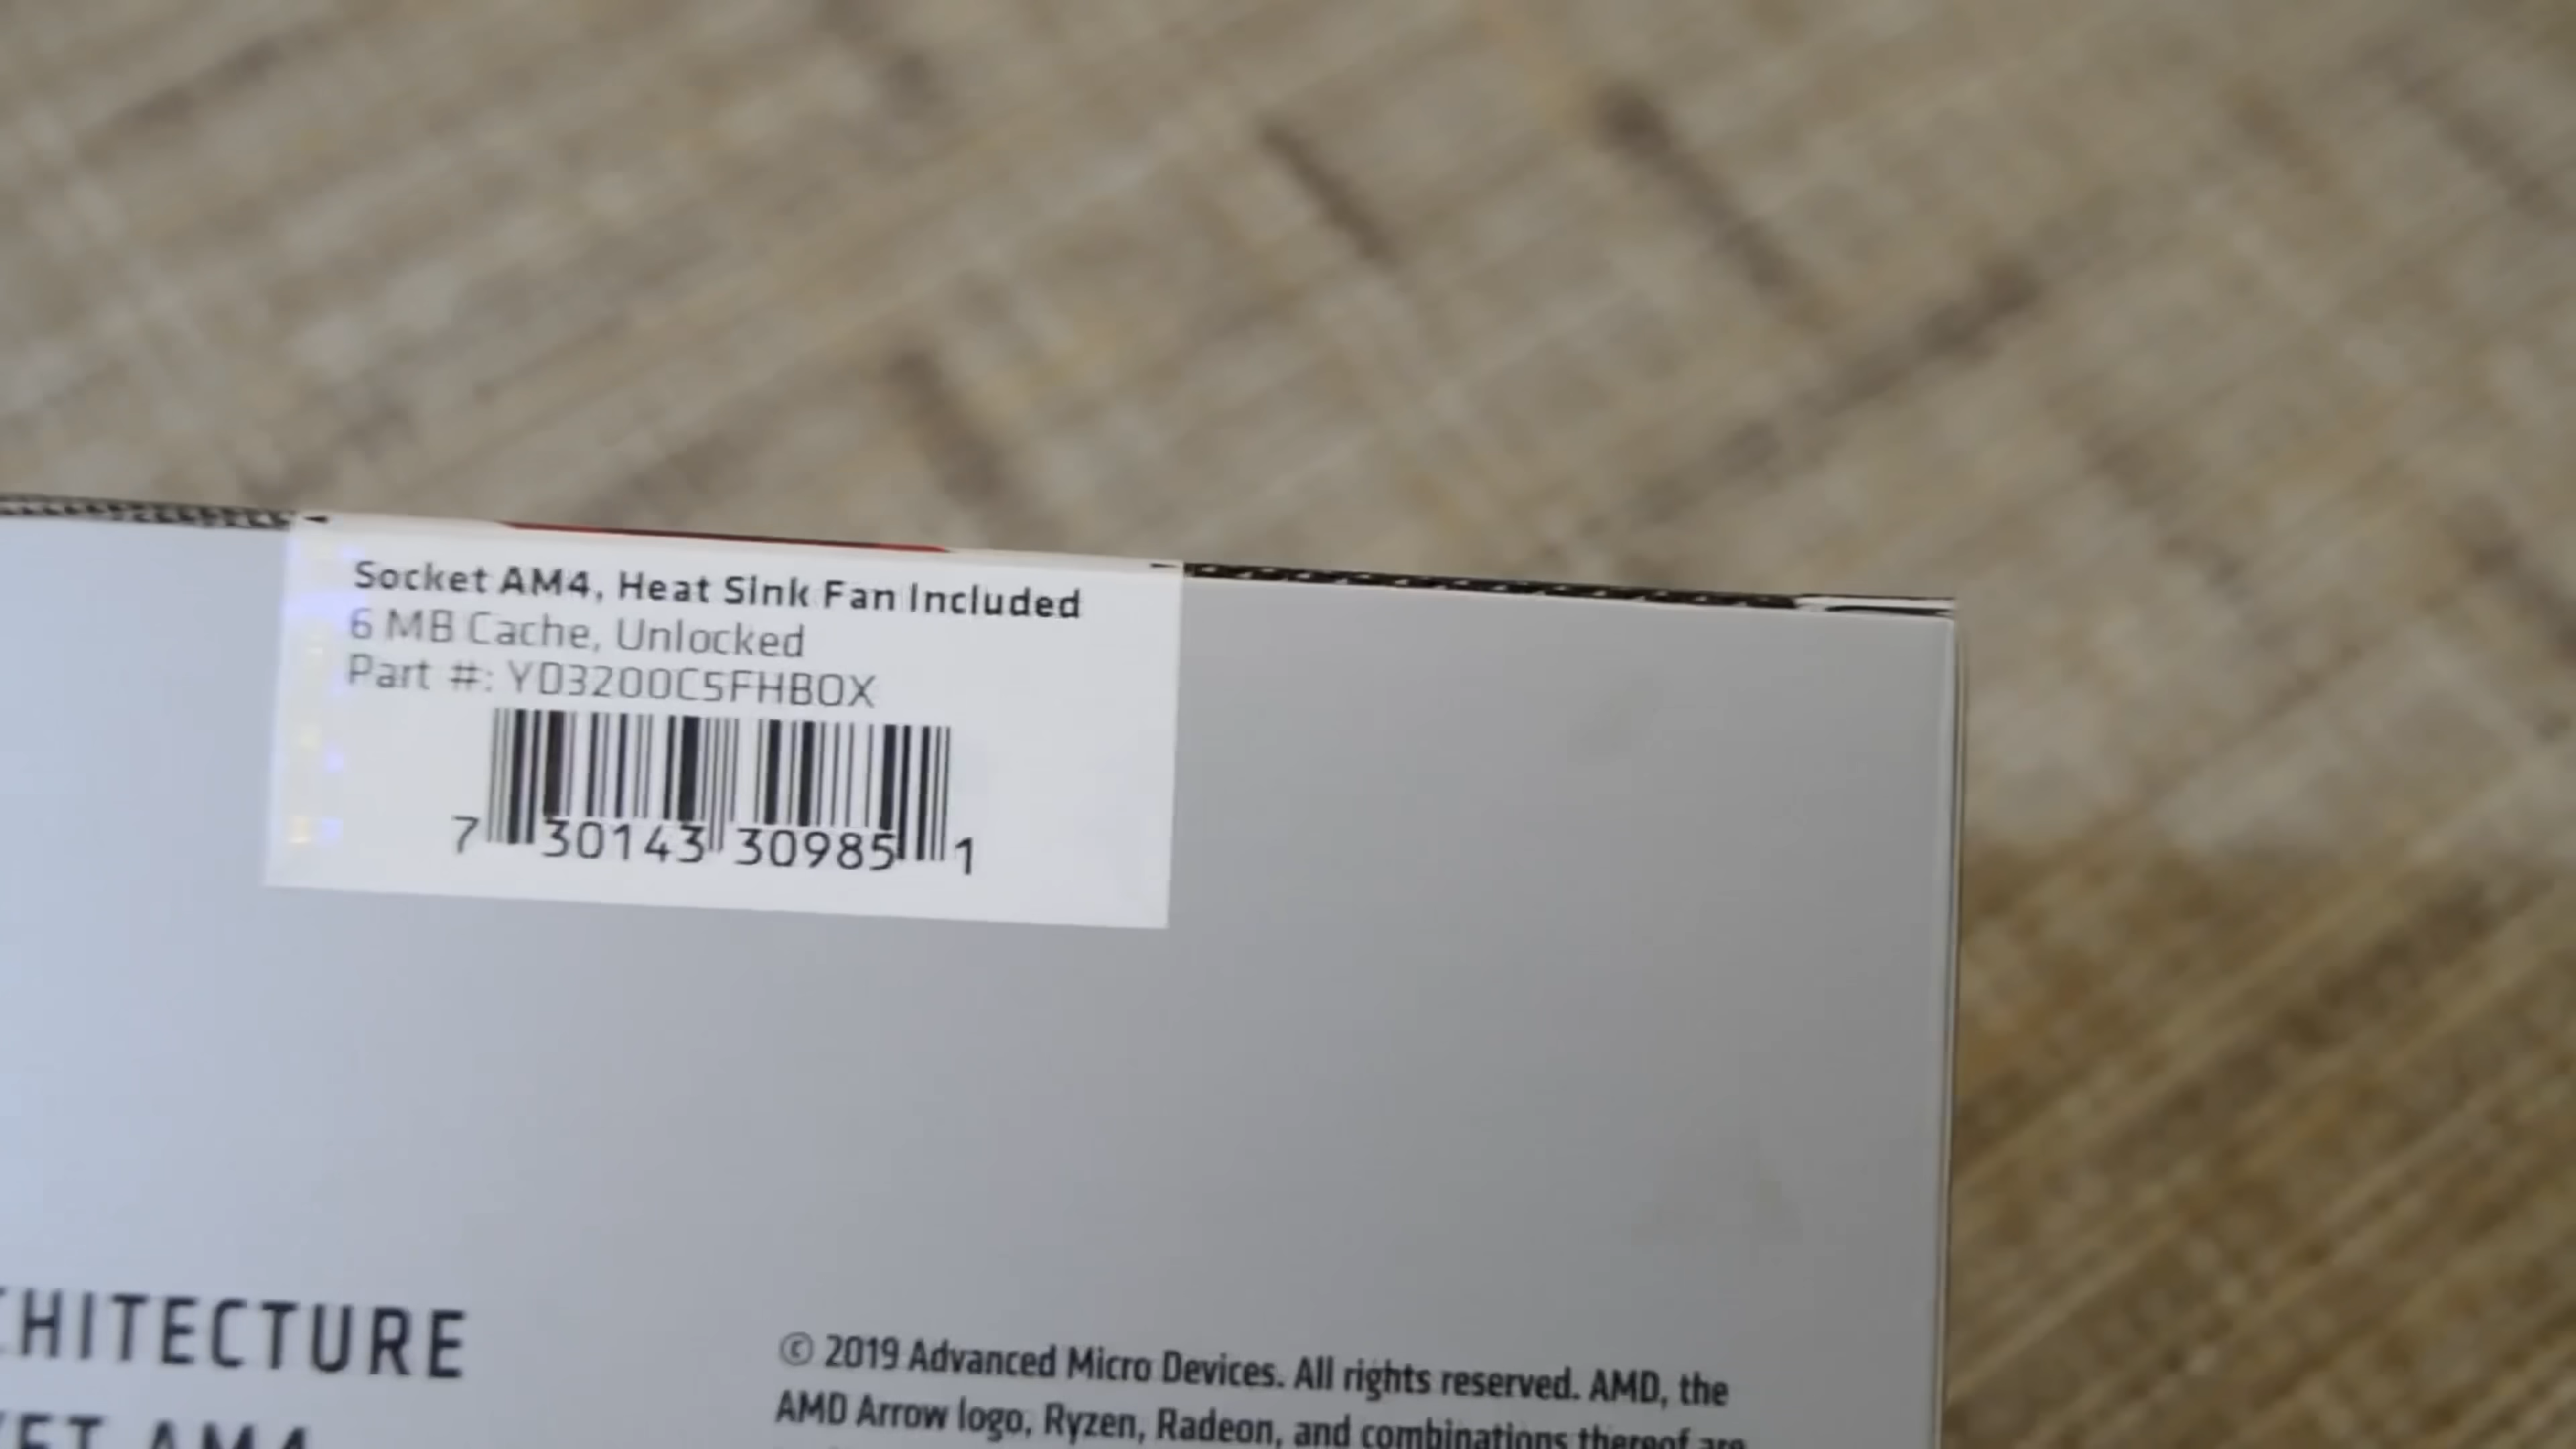 Socket AM4, Heat Sink Fan Included
6 MB Cache, Unlocked
Part #: YD3200C5FHBOX
7 30143 30985 1
CHITECTURE
KET AM4
© 2019 Advanced Micro Devices. All rights reserved. AMD, the
AMD Arrow logo, Ryzen, Radeon, and combinations thereof are